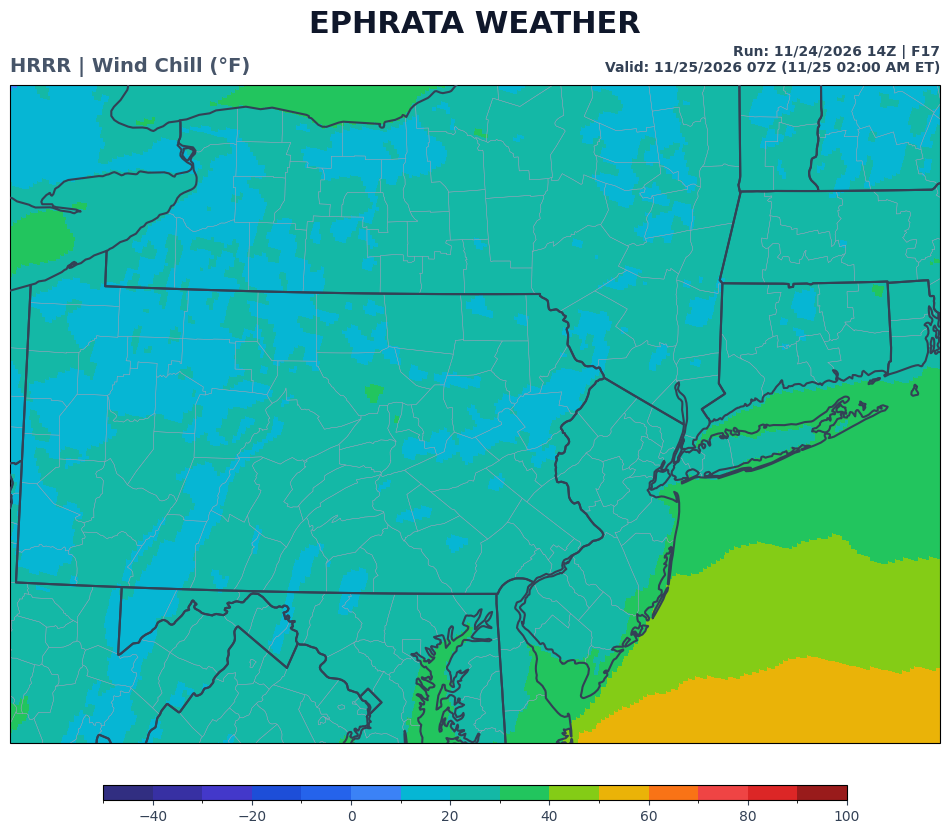 EPHRATA WEATHER
HRRR | Wind Chill (°F)
Run: 11/24/2026 14Z | F17
Valid: 11/25/2026 07Z (11/25 02:00 AM ET)
−40 −20 0 20 40 60 80 100